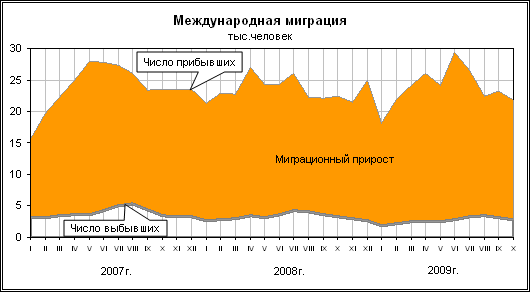 Международная миграция
тыс.человек
30
25
20
15
10
5
0
Число прибывших
Миграционный прирост
Число выбывших
I II III IV V VI VII VIII IX X XI XII I II III IV V VI VII VIII IX X XI XII I II III IV V VI VII VIII IX X
2007г. 2008г. 2009г.